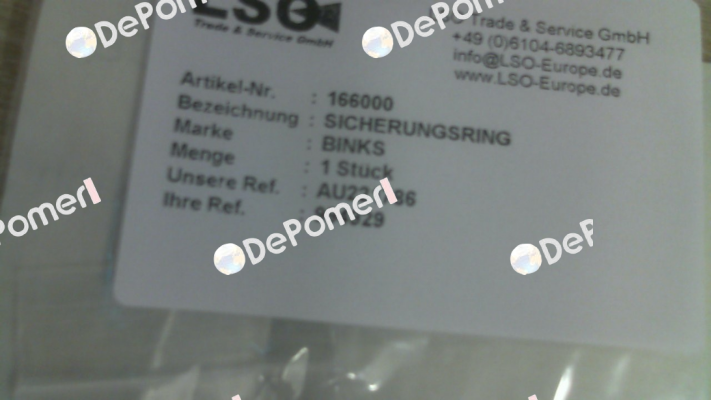 DePomerI
DePomerI
LSO
Trade & Service GmbH
Trade & Service GmbH
+49 (0)6104-6893477
info@LSO-Europe.de
www.LSO-Europe.de
Artikel-Nr. : 166000
Bezeichnung : SICHERUNGSRING
Marke : BINKS
Menge : 1 Stück
Unsere Ref. :
Ihre Ref. :
DePomerI
DePomerI
DeP